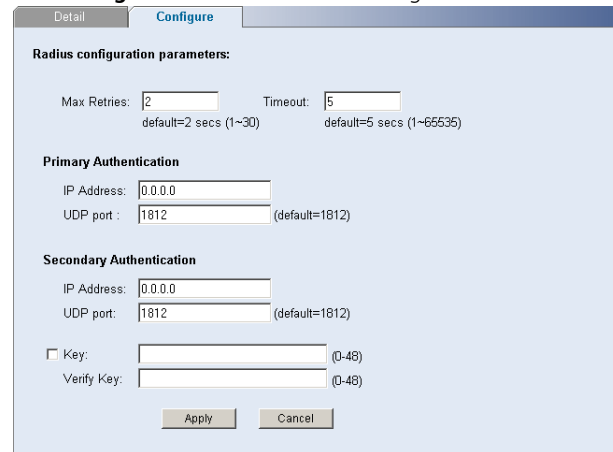 Detail Configure
Radius configuration parameters:
Max Retries: 2 Timeout: 5
default=2 secs (1~30) default=5 secs (1~65535)
Primary Authentication
IP Address: 0.0.0.0
UDP port : 1812 (default=1812)
Secondary Authentication
IP Address: 0.0.0.0
UDP port: 1812 (default=1812)
Key: (0-48)
Verify Key: (0-48)
Apply Cancel